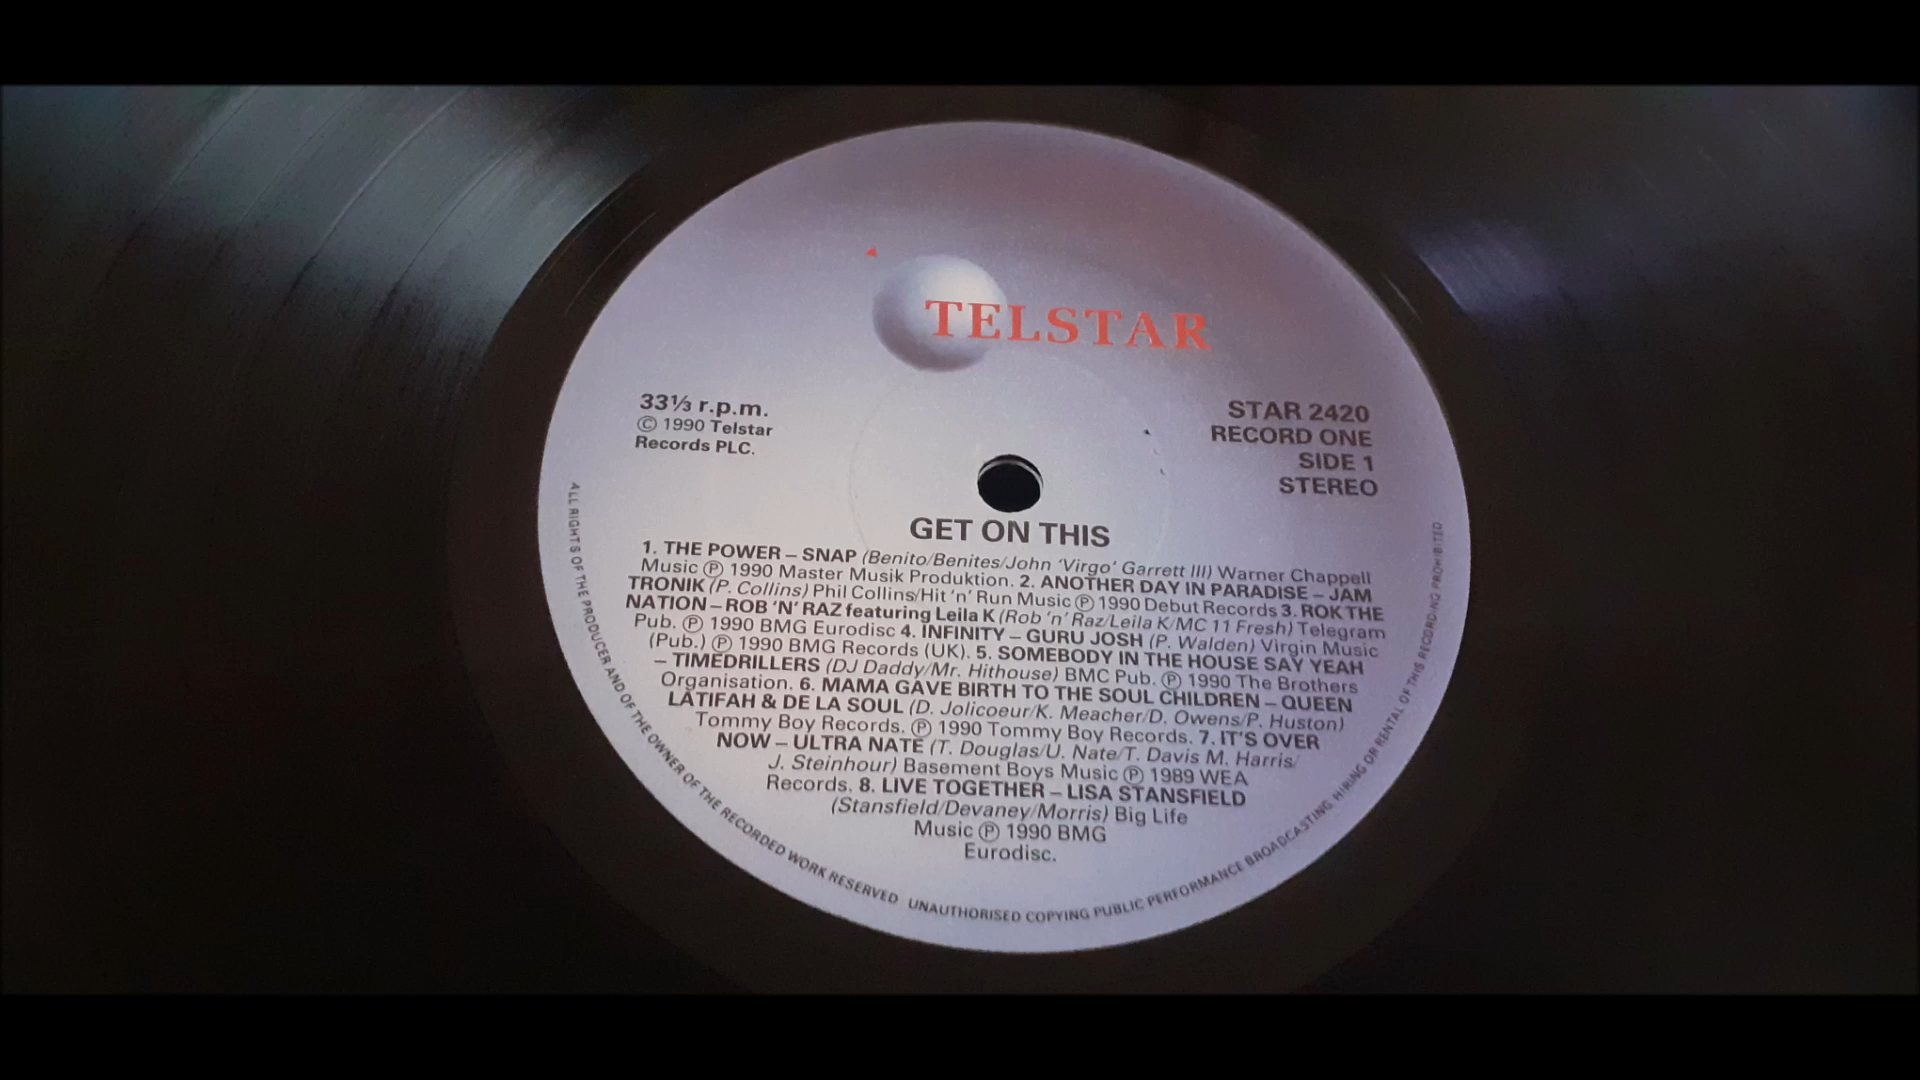 TELSTAR
33⅓ r.p.m.
© 1990 Telstar
Records PLC.
STAR 2420
RECORD ONE
SIDE 1
STEREO
GET ON THIS
1. THE POWER – SNAP (Benito/Benites/John ‘Virgo’ Garrett III) Warner Chappell
Music ℗ 1990 Master Musik Produktion. 2. ANOTHER DAY IN PARADISE – JAM
TRONIK (P. Collins) Phil Collins/Hit ‘n’ Run Music ℗ 1990 Debut Records 3. ROK THE
NATION – ROB ‘N’ RAZ featuring Leila K (Rob ‘n’ Raz/Leila K/MC 11 Fresh) Telegram
Pub. ℗ 1990 BMG Eurodisc 4. INFINITY – GURU JOSH (P. Walden) Virgin Music
(Pub.) ℗ 1990 BMG Records (UK). 5. SOMEBODY IN THE HOUSE SAY YEAH
– TIMEDRILLERS (DJ Daddy/Mr. Hithouse) BMC Pub. ℗ 1990 The Brothers
Organisation. 6. MAMA GAVE BIRTH TO THE SOUL CHILDREN – QUEEN
LATIFAH & DE LA SOUL (D. Jolicoeur/K. Meacher/D. Owens/P. Huston)
Tommy Boy Records. ℗ 1990 Tommy Boy Records. 7. IT’S OVER
NOW – ULTRA NATE (T. Douglas/U. Nate/T. Davis M. Harris/
J. Steinhour) Basement Boys Music ℗ 1989 WEA
Records. 8. LIVE TOGETHER – LISA STANSFIELD
(Stansfield/Devaney/Morris) Big Life
Music ℗ 1990 BMG
Eurodisc.
ALL RIGHTS OF THE PRODUCER AND OF THE OWNER OF THE RECORDED WORK RESERVED UNAUTHORISED COPYING PUBLIC PERFORMANCE BROADCASTING HIRING OR RENTAL OF THIS RECORDING PROHIBITED